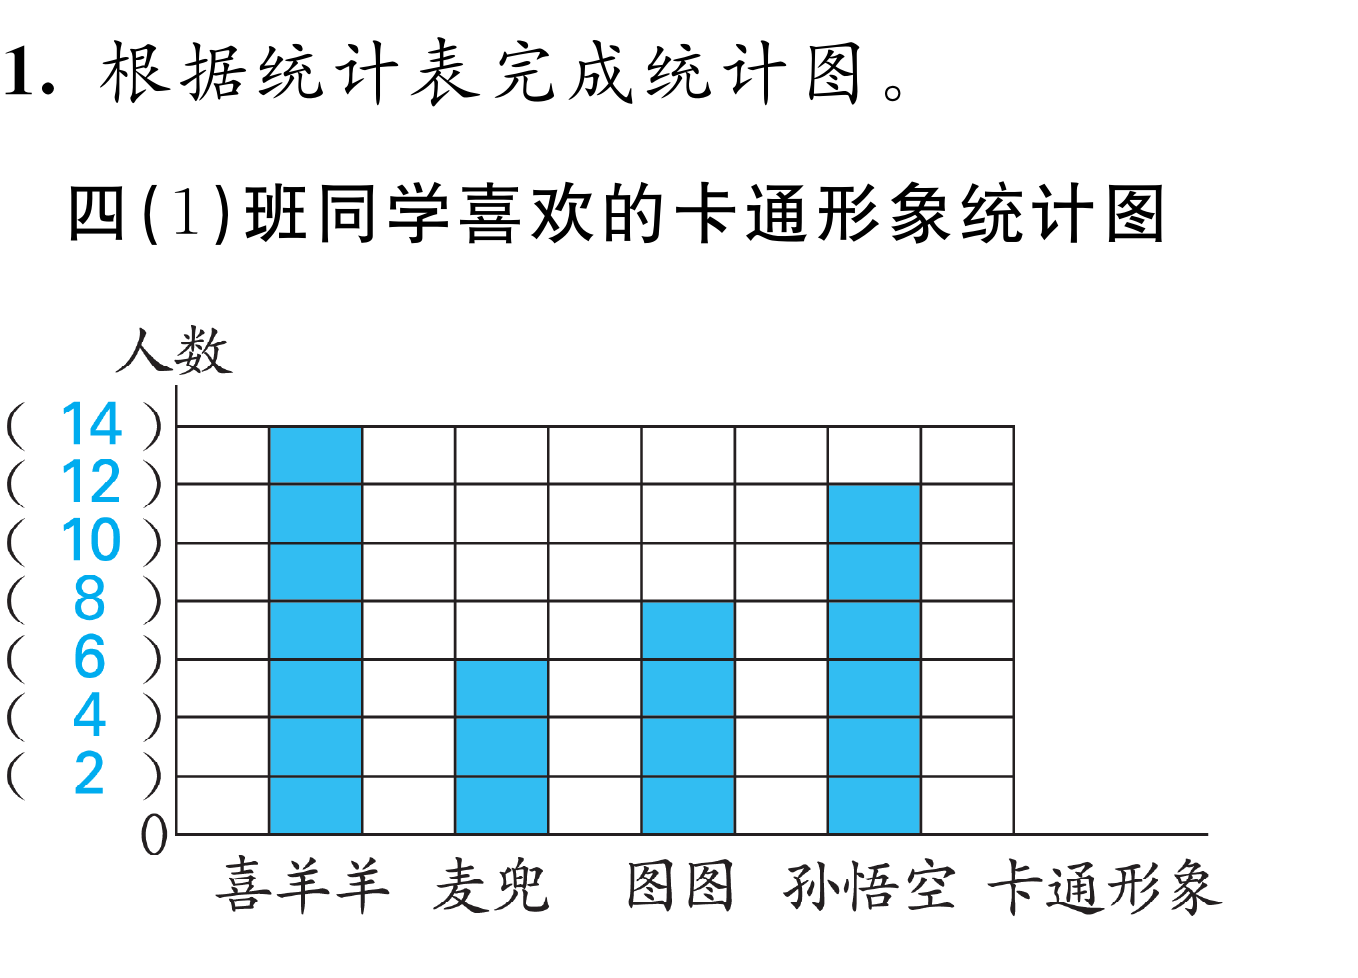 1. 根据统计表完成统计图。
四(1)班同学喜欢的卡通形象统计图
人数
( 14 )
( 12 )
( 10 )
( 8 )
( 6 )
( 4 )
( 2 )
0
喜羊羊 麦兜 图图 孙悟空 卡通形象